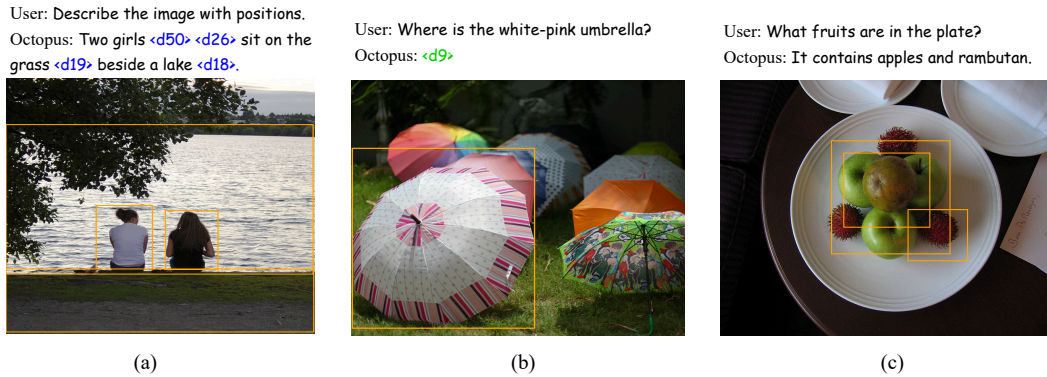 User: Describe the image with positions.
Octopus: Two girls <d50> <d26> sit on the
grass <d19> beside a lake <d18>.
(a)
User: Where is the white-pink umbrella?
Octopus: <d9>
(b)
User: What fruits are in the plate?
Octopus: It contains apples and rambutan.
(c)